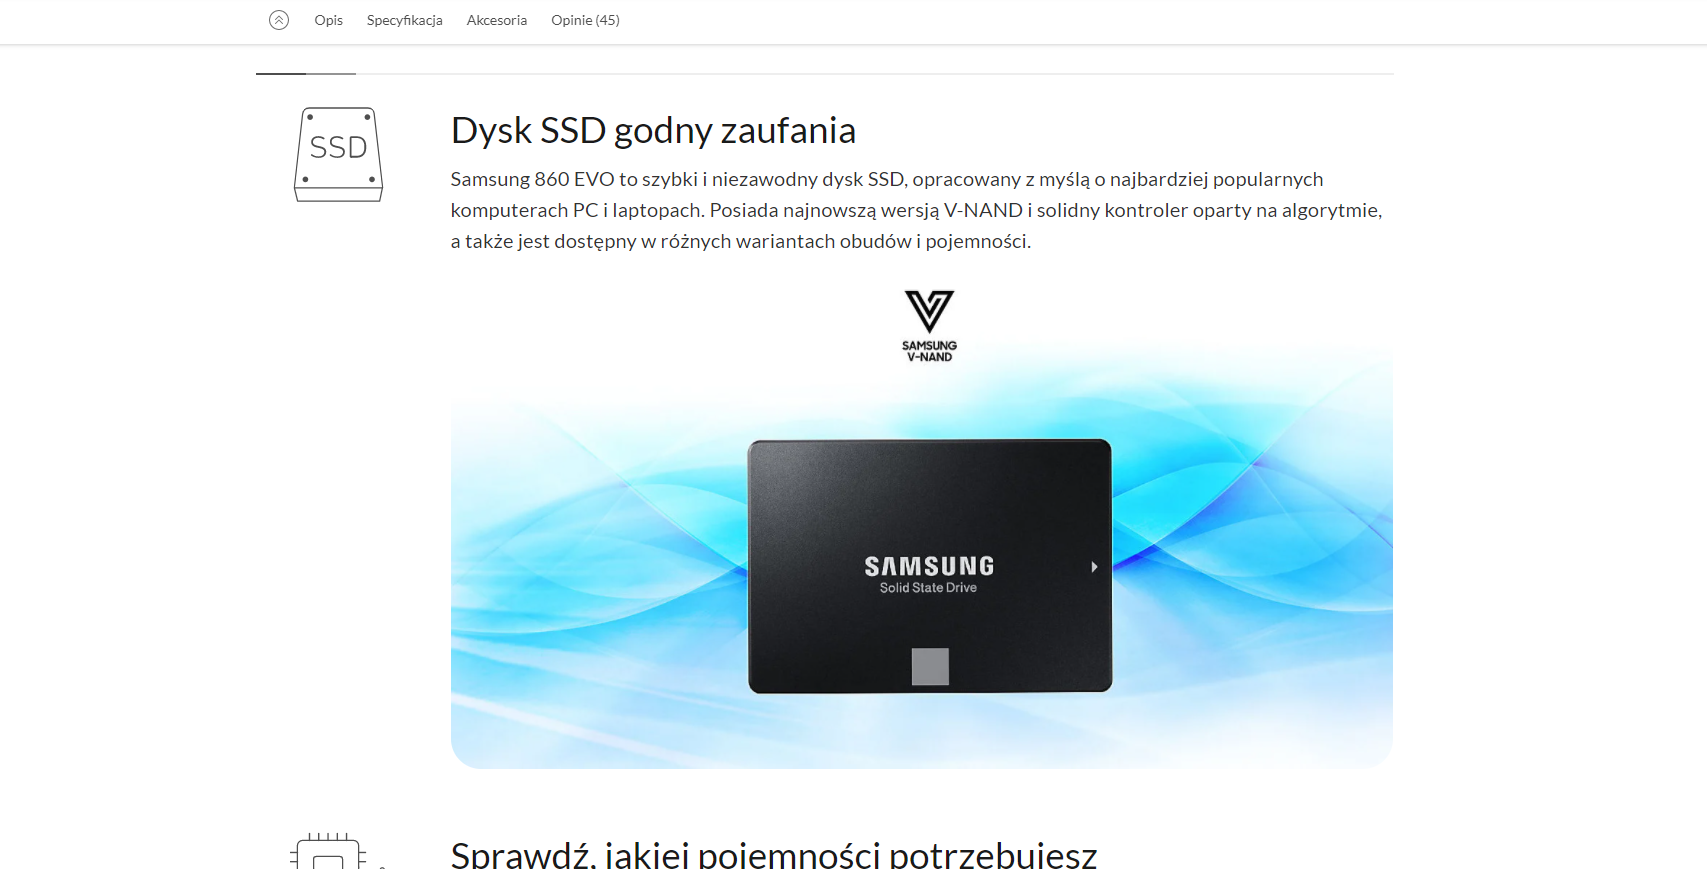 Opis Specyfikacja Akcesoria Opinie (45)
SSD
Dysk SSD godny zaufania
Samsung 860 EVO to szybki i niezawodny dysk SSD, opracowany z myślą o najbardziej popularnych
komputerach PC i laptopach. Posiada najnowszą wersją V-NAND i solidny kontroler oparty na algorytmie,
a także jest dostępny w różnych wariantach obudów i pojemności.
SAMSUNG
V-NAND
SAMSUNG
Solid State Drive
Sprawdź, jakiej pojemności potrzebujesz